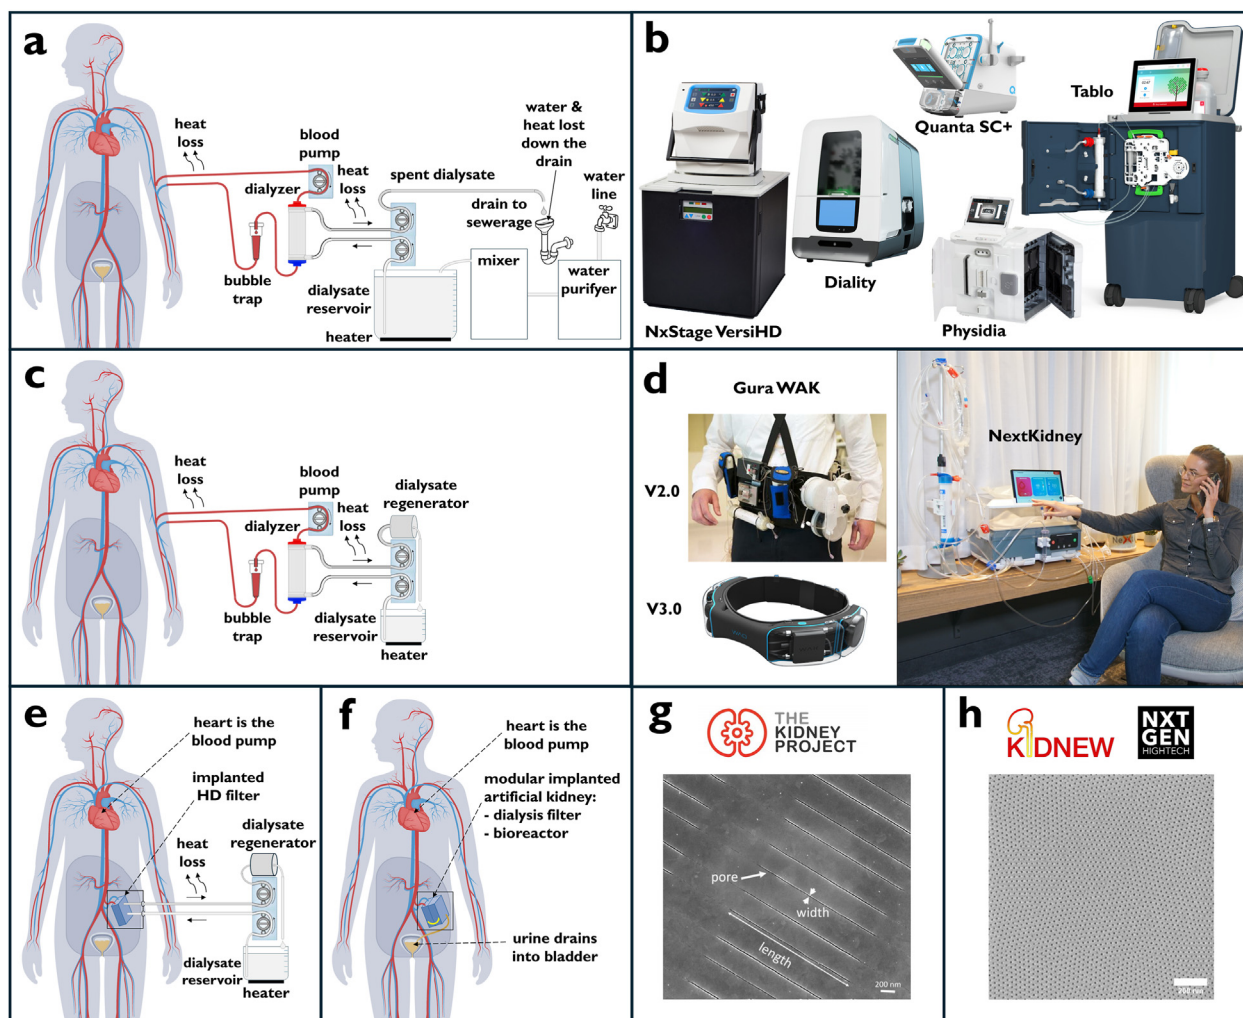 a
heat
loss
blood
pump
dialyzer
heat
loss
bubble
trap
spent dialysate
water &
heat lost
down the
drain
water
line
drain to
sewerage
mixer
water
purifyer
dialysate
reservoir
heater
b
NxStage VersiHD
Diality
Quanta SC+
Physidia
Tablo
c
heat
loss
blood
pump
dialyzer
heat
loss
bubble
trap
dialysate
regenerator
dialysate
reservoir
heater
d
Gura WAK
V2.0
V3.0
NextKidney
e
heart is the
blood pump
implanted
HD filter
heat
loss
dialysate
regenerator
dialysate
reservoir
heater
f
heart is the
blood pump
modular implanted
artificial kidney:
- dialysis filter
- bioreactor
urine drains
into bladder
g
THE
KIDNEY
PROJECT
pore
width
length
200 nm
h
KIDNEW
NXT
GEN
HIGHTECH
200 nm